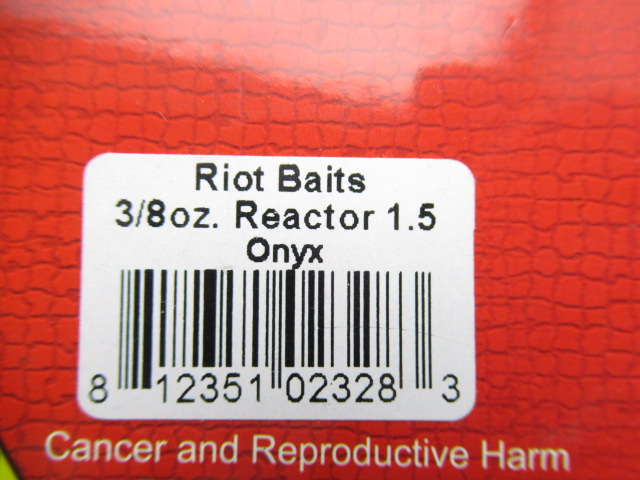 Riot Baits
3/8oz. Reactor 1.5
Onyx
8 12351 02328 3
Cancer and Reproductive Harm